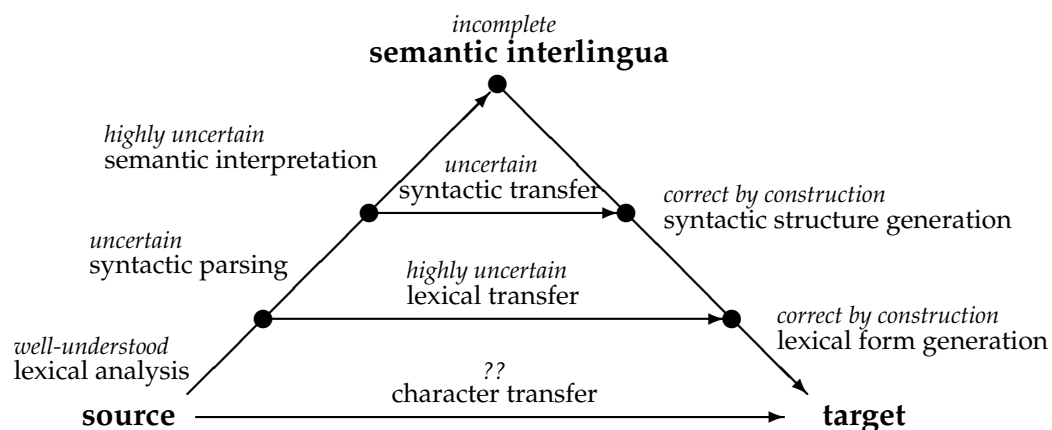 incomplete
semantic interlingua
highly uncertain
semantic interpretation
uncertain
syntactic transfer
correct by construction
syntactic structure generation
uncertain
syntactic parsing
highly uncertain
lexical transfer
correct by construction
lexical form generation
well-understood
lexical analysis
??
character transfer
source
target